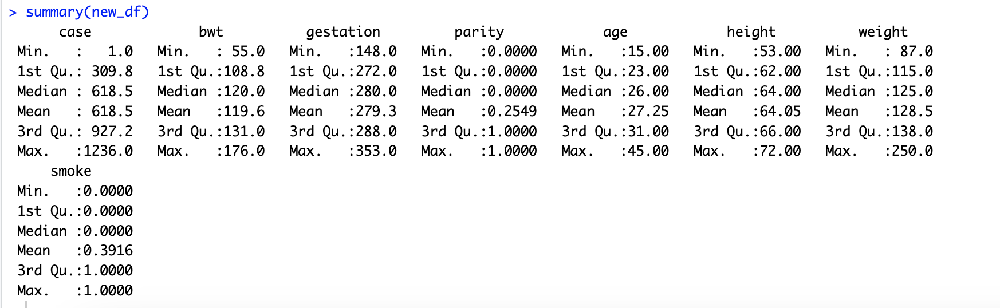 > summary(new_df)
      case             bwt          gestation         parity            age            height          weight
 Min.   :   1.0   Min.   : 55.0   Min.   :148.0   Min.   :0.0000   Min.   :15.00   Min.   :53.00   Min.   : 87.0
 1st Qu.: 309.8   1st Qu.:108.8   1st Qu.:272.0   1st Qu.:0.0000   1st Qu.:23.00   1st Qu.:62.00   1st Qu.:115.0
 Median : 618.5   Median :120.0   Median :280.0   Median :0.0000   Median :26.00   Median :64.00   Median :125.0
 Mean   : 618.5   Mean   :119.6   Mean   :279.3   Mean   :0.2549   Mean   :27.25   Mean   :64.05   Mean   :128.5
 3rd Qu.: 927.2   3rd Qu.:131.0   3rd Qu.:288.0   3rd Qu.:1.0000   3rd Qu.:31.00   3rd Qu.:66.00   3rd Qu.:138.0
 Max.   :1236.0   Max.   :176.0   Max.   :353.0   Max.   :1.0000   Max.   :45.00   Max.   :72.00   Max.   :250.0
     smoke
 Min.   :0.0000
 1st Qu.:0.0000
 Median :0.0000
 Mean   :0.3916
 3rd Qu.:1.0000
 Max.   :1.0000